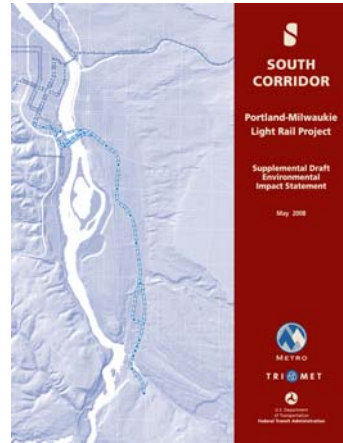 SOUTH
CORRIDOR
Portland-Milwaukie
Light Rail Project
Supplemental Draft
Environmental
Impact Statement
May 2008
METRO
TRI MET
U.S. Department
of Transportation
Federal Transit Administration